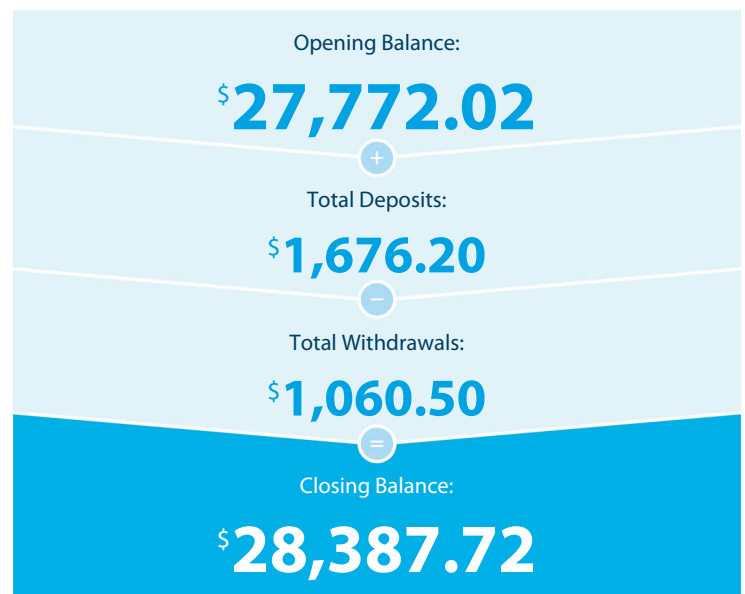 Opening Balance:
$27,772.02
+
Total Deposits:
$1,676.20
−
Total Withdrawals:
$1,060.50
=
Closing Balance:
$28,387.72